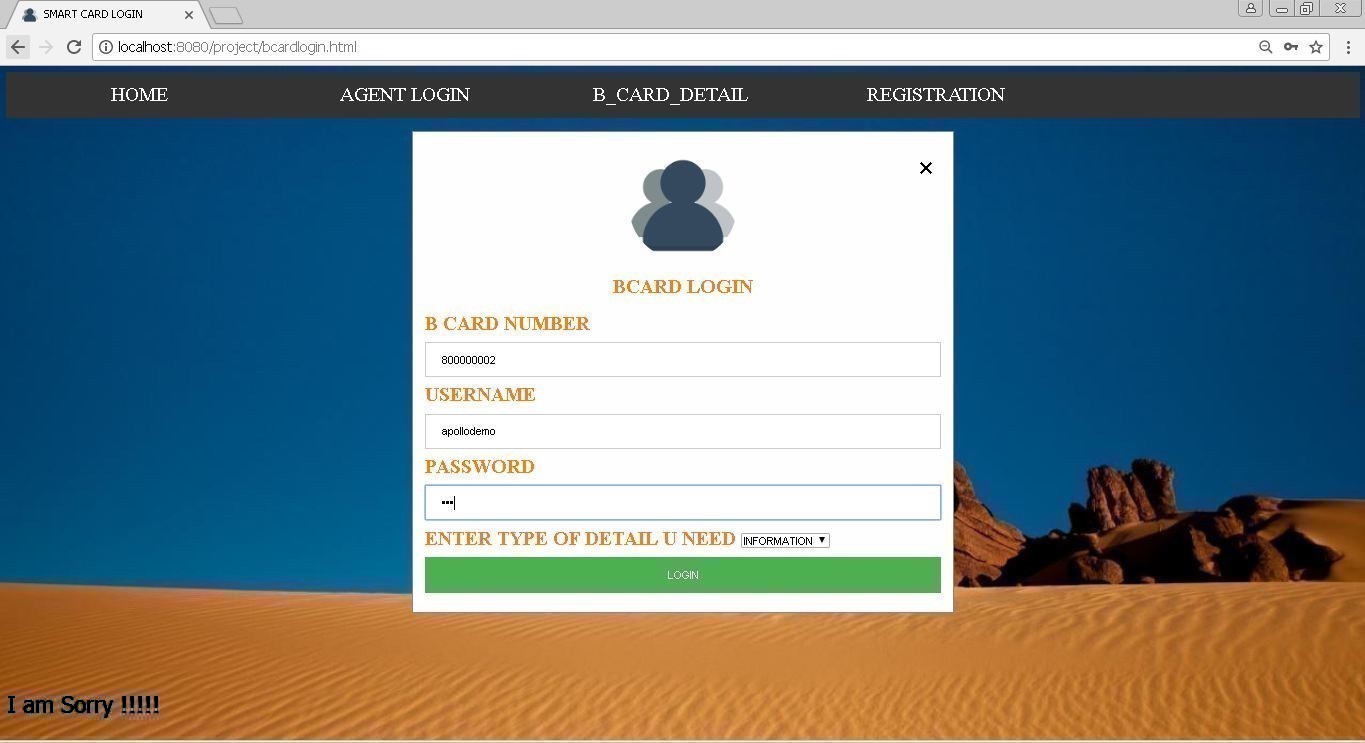 SMART CARD LOGIN
localhost:8080/project/bcardlogin.html
HOME AGENT LOGIN B_CARD_DETAIL REGISTRATION
BCARD LOGIN
B CARD NUMBER
800000002
USERNAME
apollodemo
PASSWORD
•••
ENTER TYPE OF DETAIL U NEED INFORMATION
LOGIN
I am Sorry !!!!!